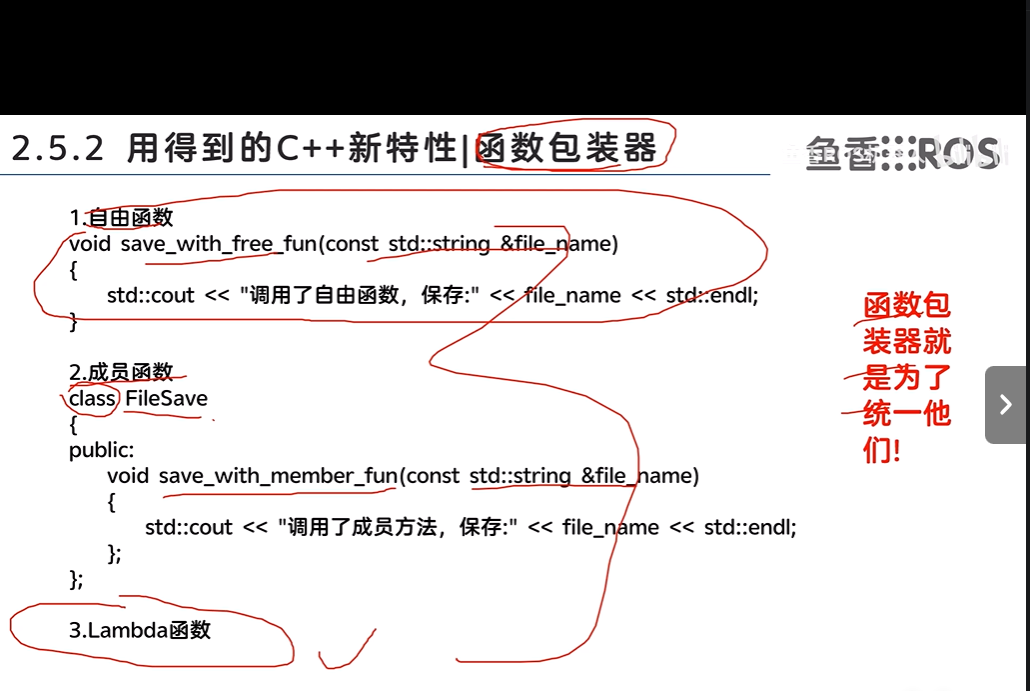 2.5.2 用得到的C++新特性|函数包装器
鱼香ROS
1.自由函数
void save_with_free_fun(const std::string &file_name)
{
std::cout << "调用了自由函数，保存:" << file_name << std::endl;
}
2.成员函数
class FileSave
{
public:
void save_with_member_fun(const std::string &file_name)
{
std::cout << "调用了成员方法，保存:" << file_name << std::endl;
};
};
3.Lambda函数
函数包
装器就
是为了
统一他
们!